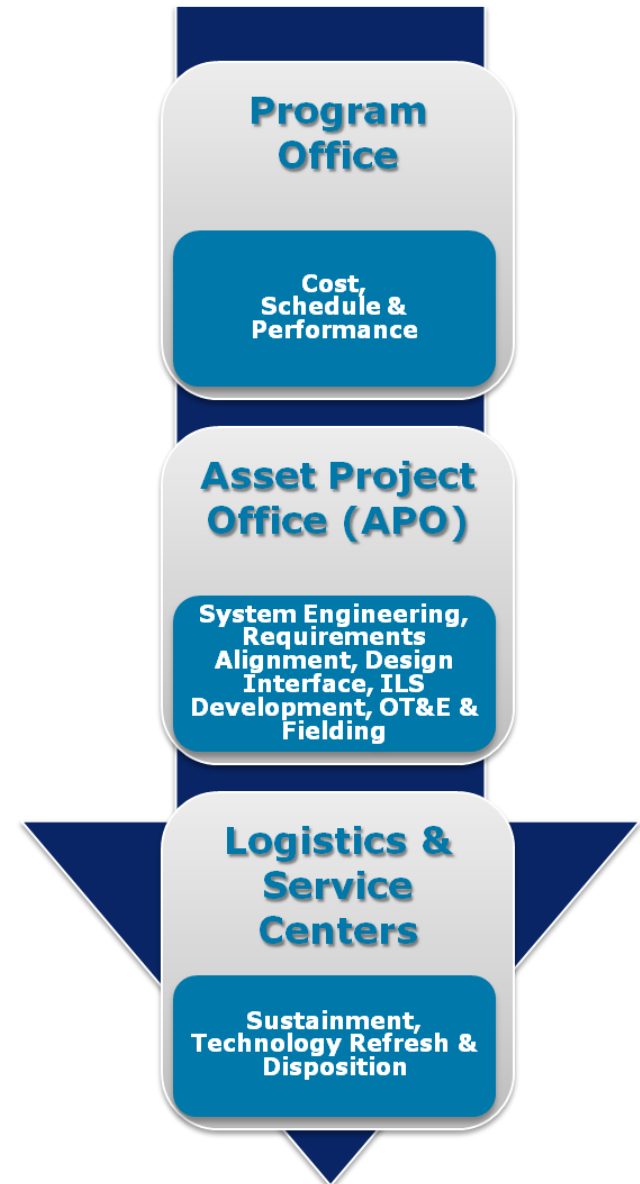 Program
Office
Cost,
Schedule &
Performance
Asset Project
Office (APO)
System Engineering,
Requirements
Alignment, Design
Interface, ILS
Development, OT&E &
Fielding
Logistics &
Service
Centers
Sustainment,
Technology Refresh &
Disposition